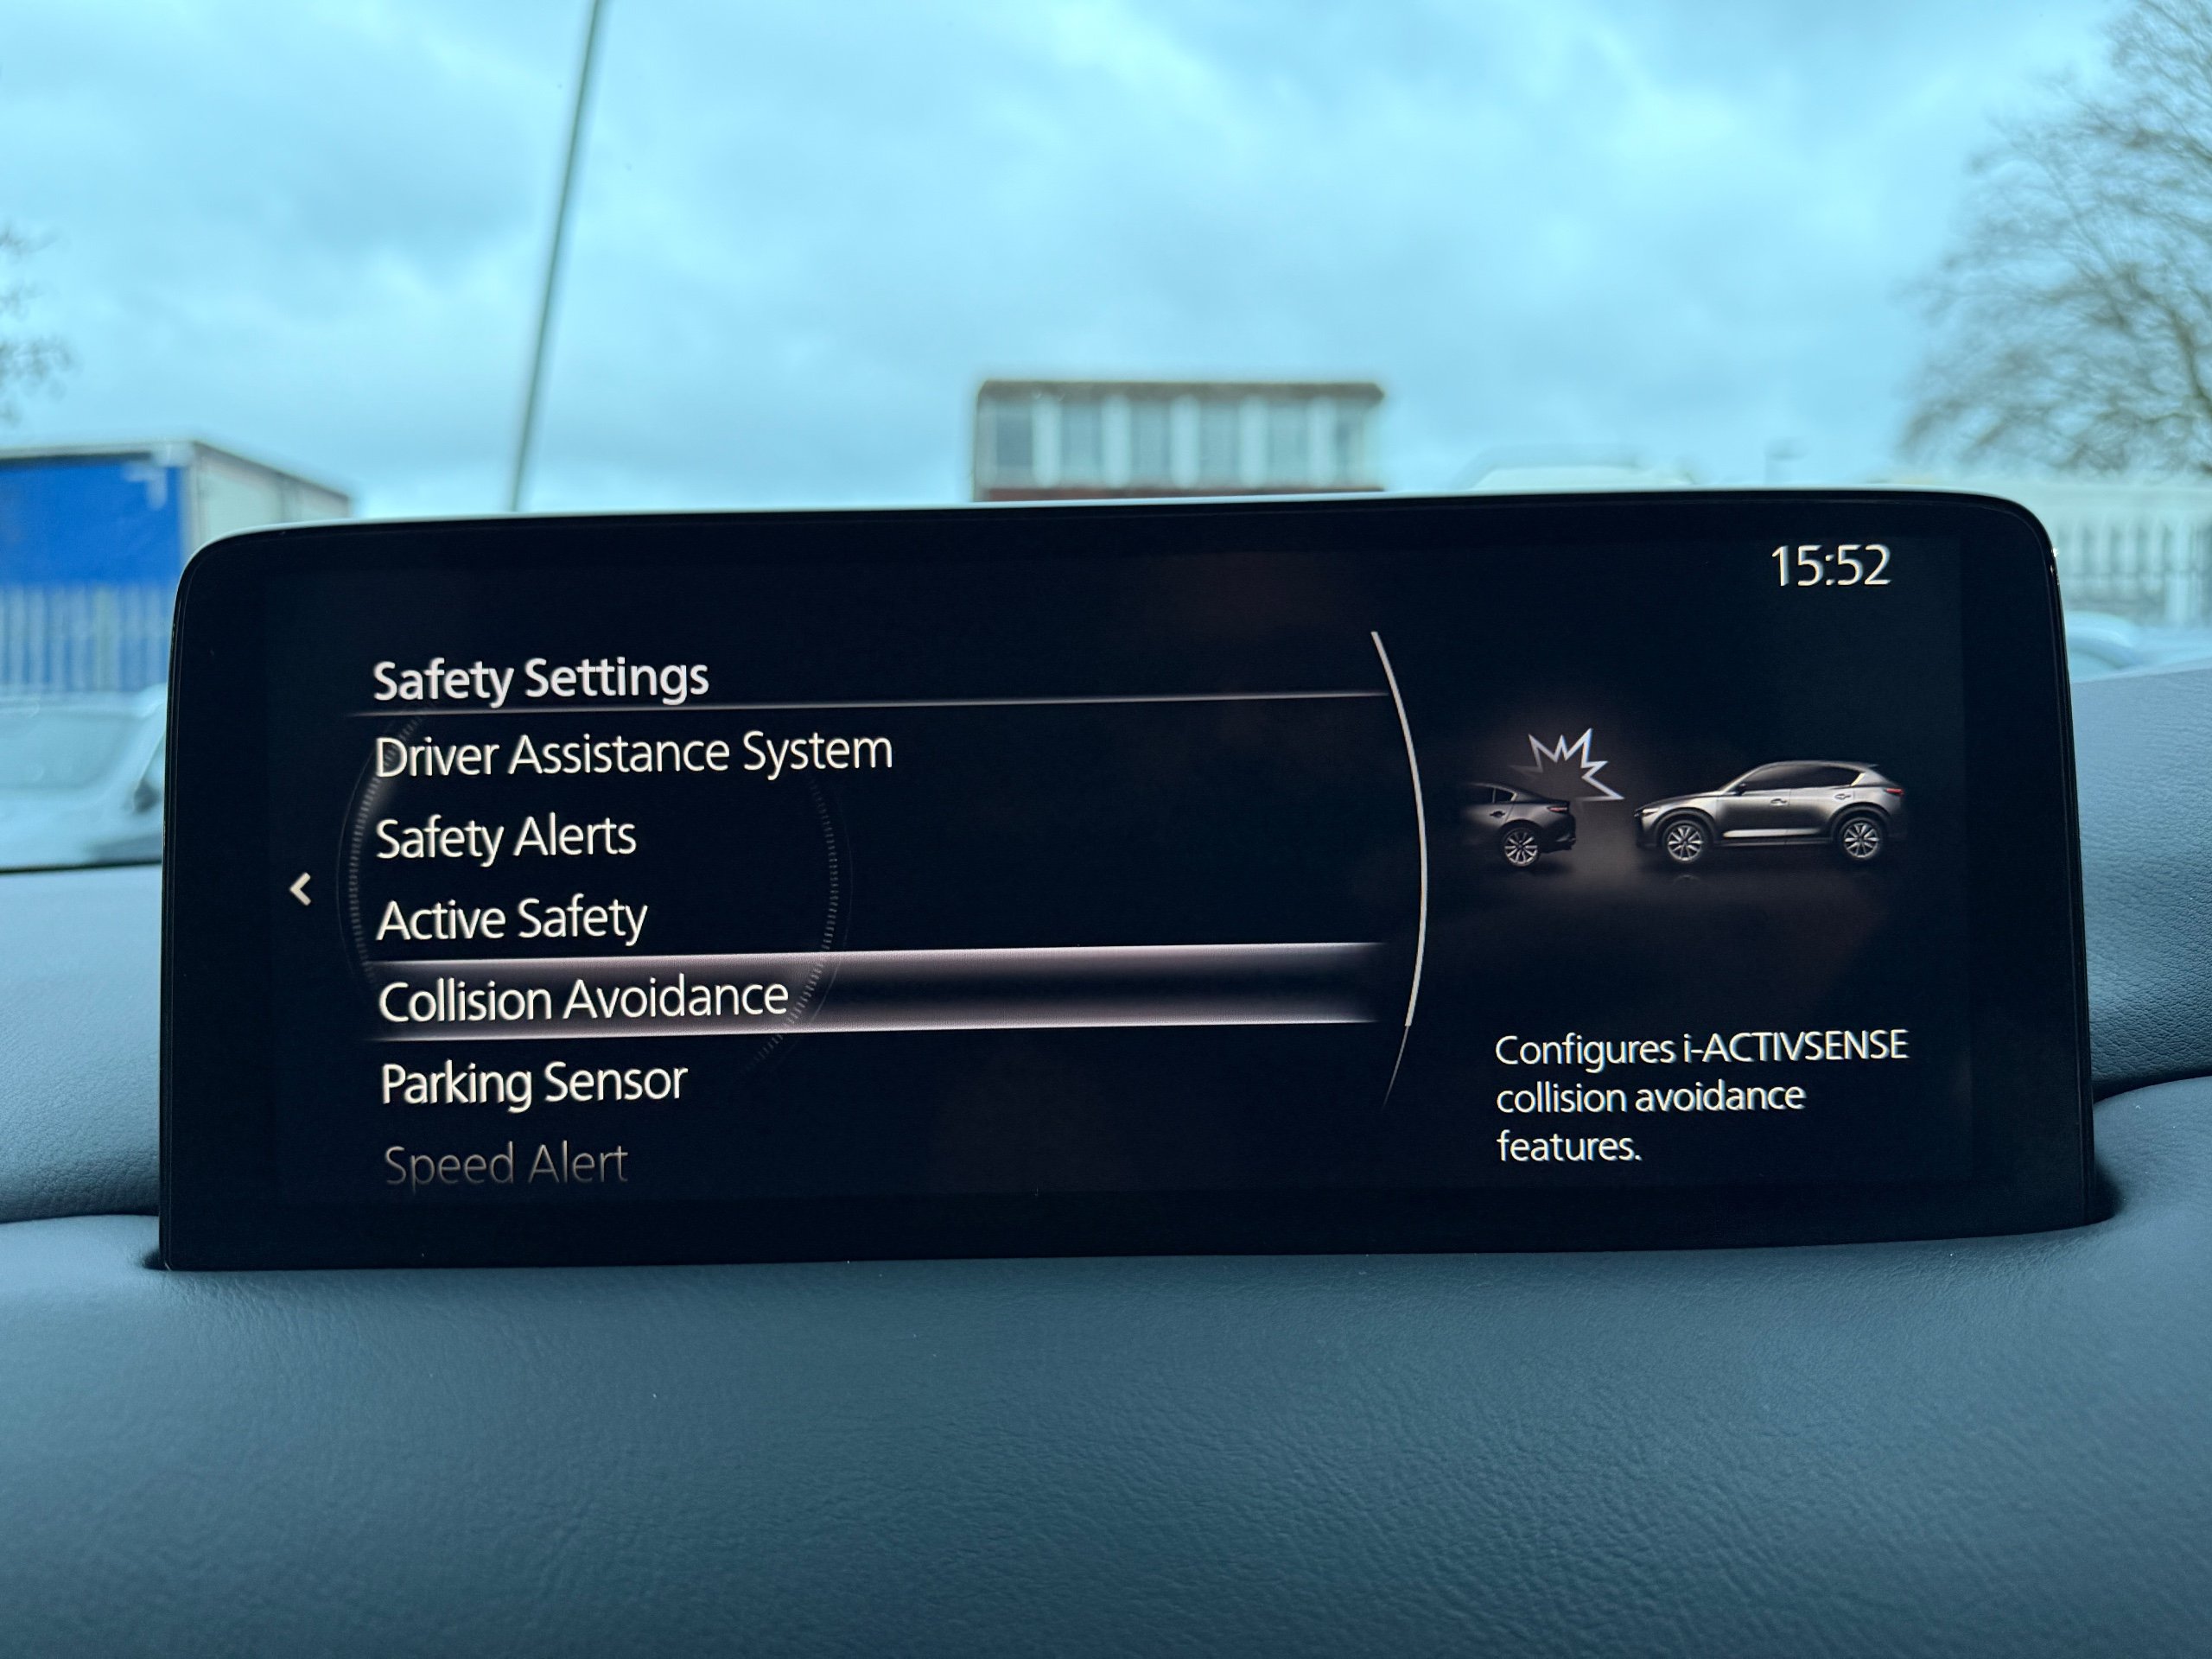 15:52
Safety Settings
Driver Assistance System
Safety Alerts
Active Safety
Collision Avoidance
Parking Sensor
Speed Alert
Configures i-ACTIVSENSE
collision avoidance
features.